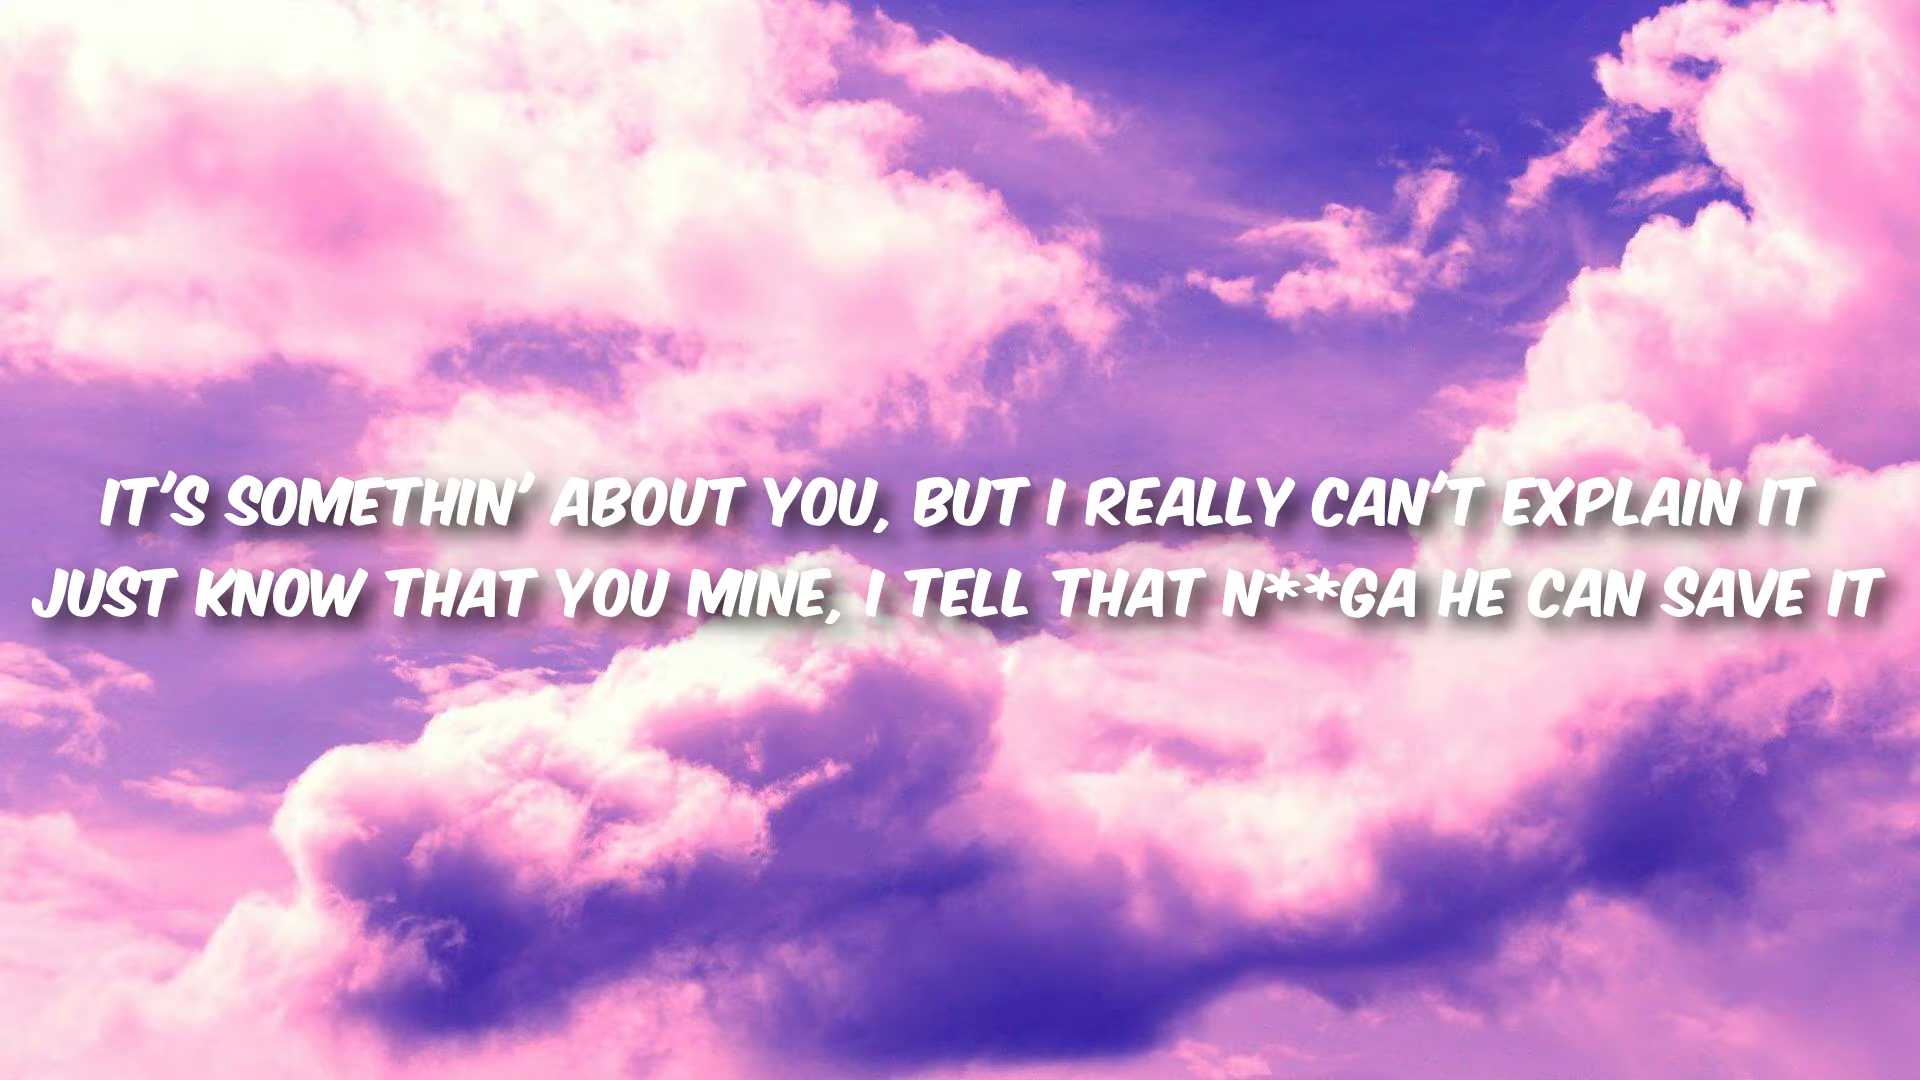 IT'S SOMETHIN' ABOUT YOU, BUT I REALLY CAN'T EXPLAIN IT
JUST KNOW THAT YOU MINE, I TELL THAT N**GA HE CAN SAVE IT